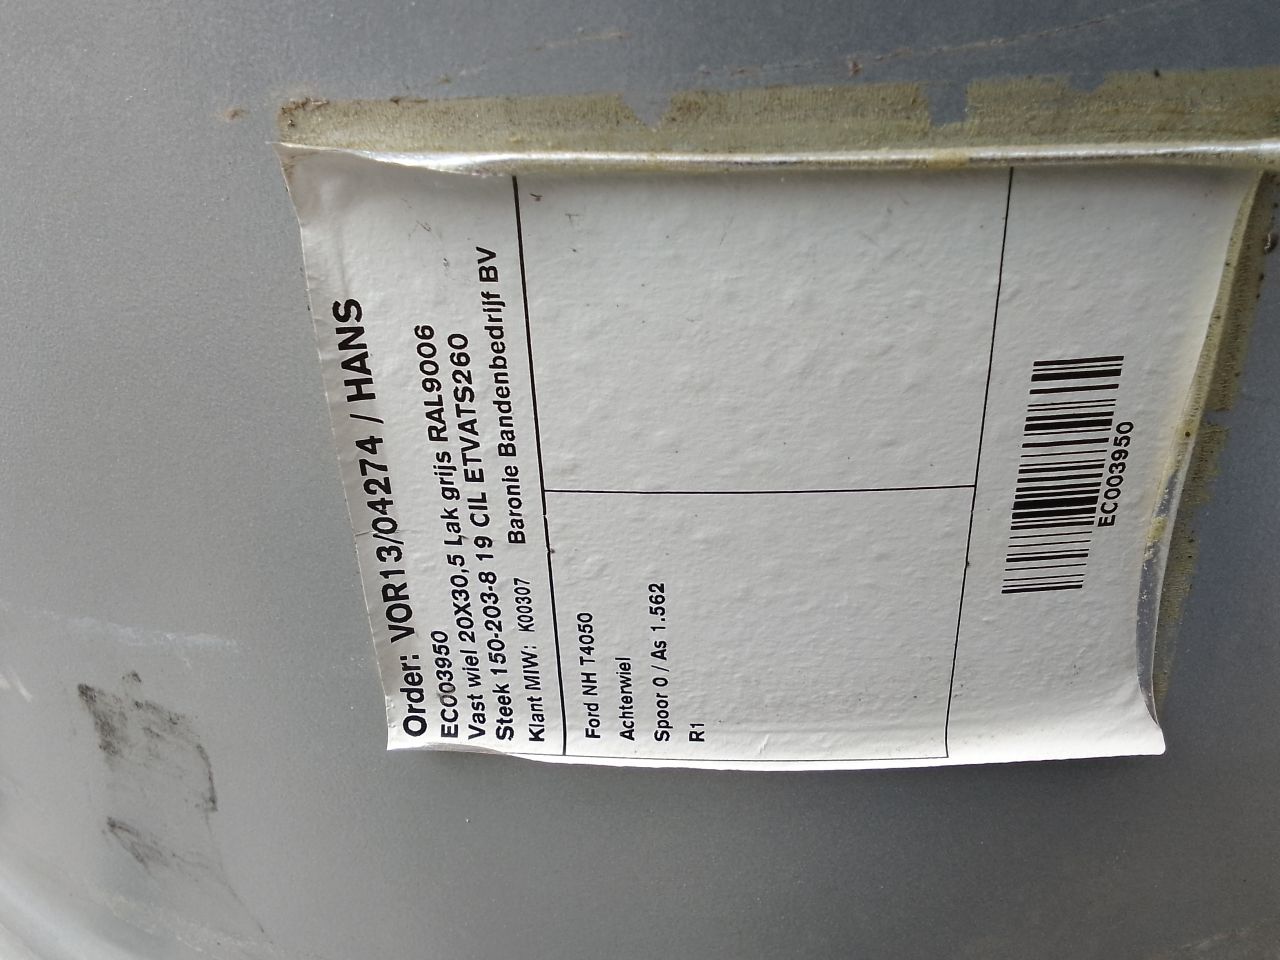 Order: VOR13/04274 / HANS
EC003950
Vast wiel 20X30,5 Lak grijs RAL9006
Steek 150-203-8 19 CIL ETVATS260
Klant MIW: K00307 Baronie Bandenbedrijf BV
Ford NH T4050
Achterwiel
Spoor 0 / As 1.562
R1
EC003950